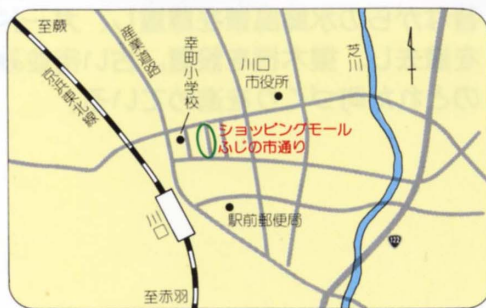 至蕨
産業道路
京浜東北線
幸町小学校
川口
市役所
芝川
ショッピングモール
ふじの市通り
駅前郵便局
川口
122
至赤羽